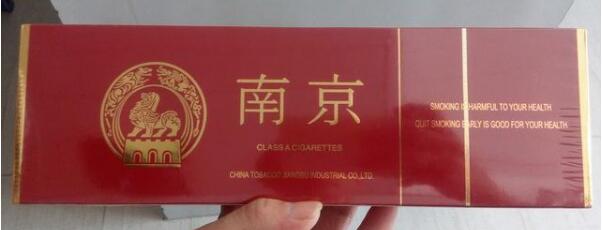 南京
CLASS A CIGARETTES
CHINA TOBACCO JIANGSU INDUSTRIAL CO.,LTD.
SMOKING IS HARMFUL TO YOUR HEALTH
QUIT SMOKING EARLY IS GOOD FOR YOUR HEALTH